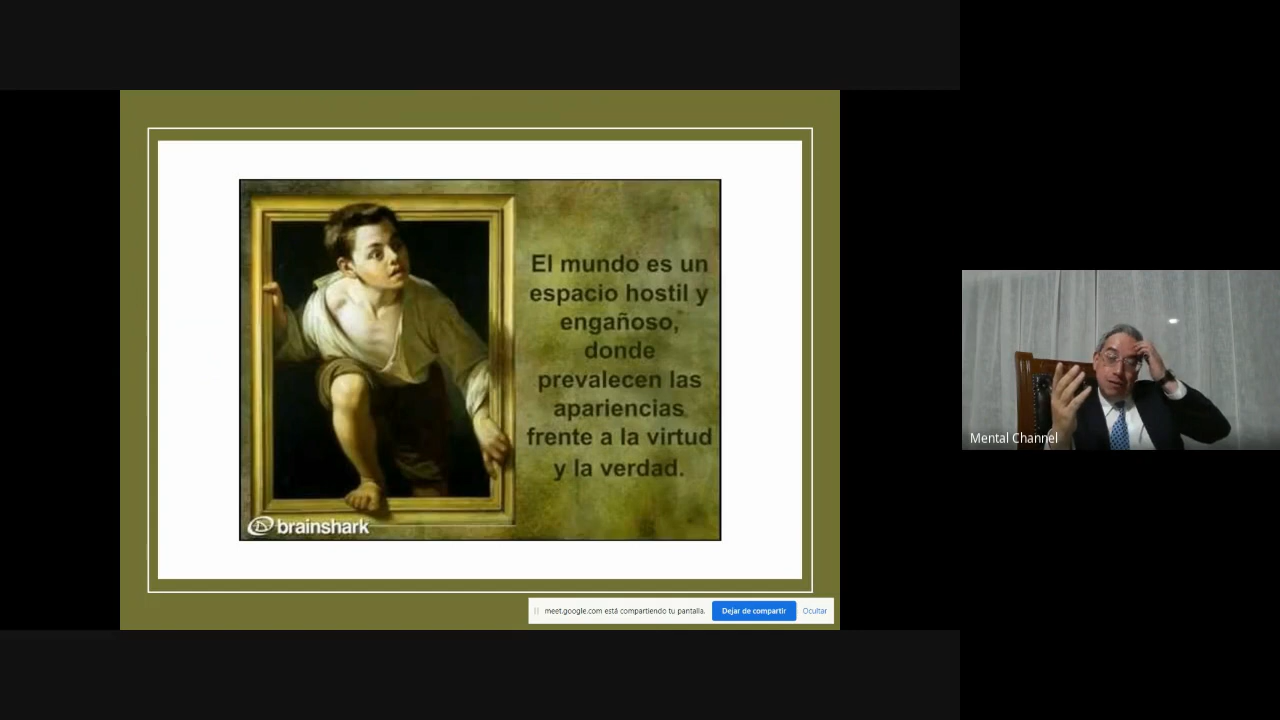 El mundo es un
espacio hostil y
engañoso,
donde
prevalecen las
apariencias
frente a la virtud
y la verdad.
brainshark
meet.google.com está compartiendo tu pantalla.
Dejar de compartir
Ocultar
Mental Channel